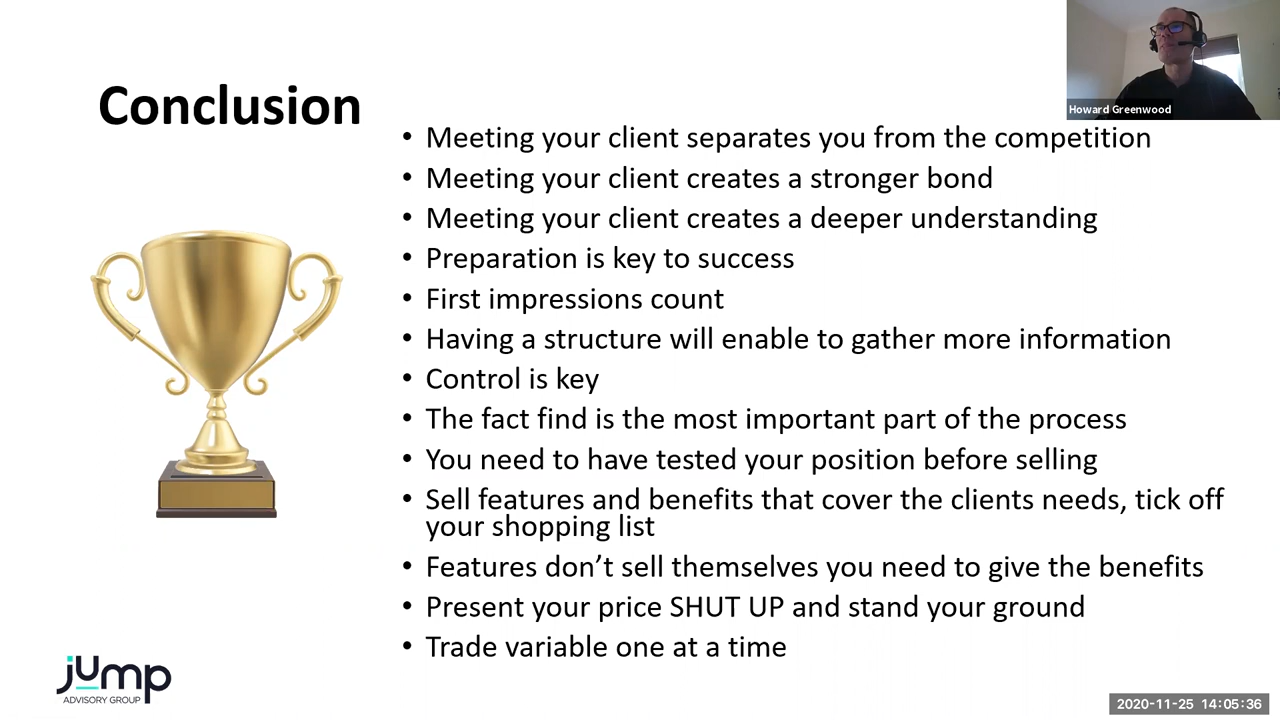 Howard Greenwood
Conclusion
• Meeting your client separates you from the competition
• Meeting your client creates a stronger bond
• Meeting your client creates a deeper understanding
• Preparation is key to success
• First impressions count
• Having a structure will enable to gather more information
• Control is key
• The fact find is the most important part of the process
• You need to have tested your position before selling
• Sell features and benefits that cover the clients needs, tick off
your shopping list
• Features don’t sell themselves you need to give the benefits
• Present your price SHUT UP and stand your ground
• Trade variable one at a time
jump
ADVISORY GROUP
2020-11-25 14:05:36